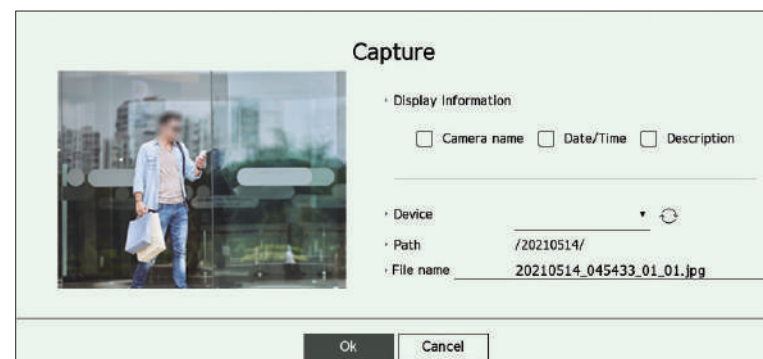 Capture
Display Information
Camera name Date/Time Description
Device
Path /20210514/
File name 20210514_045433_01_01.jpg
Ok Cancel